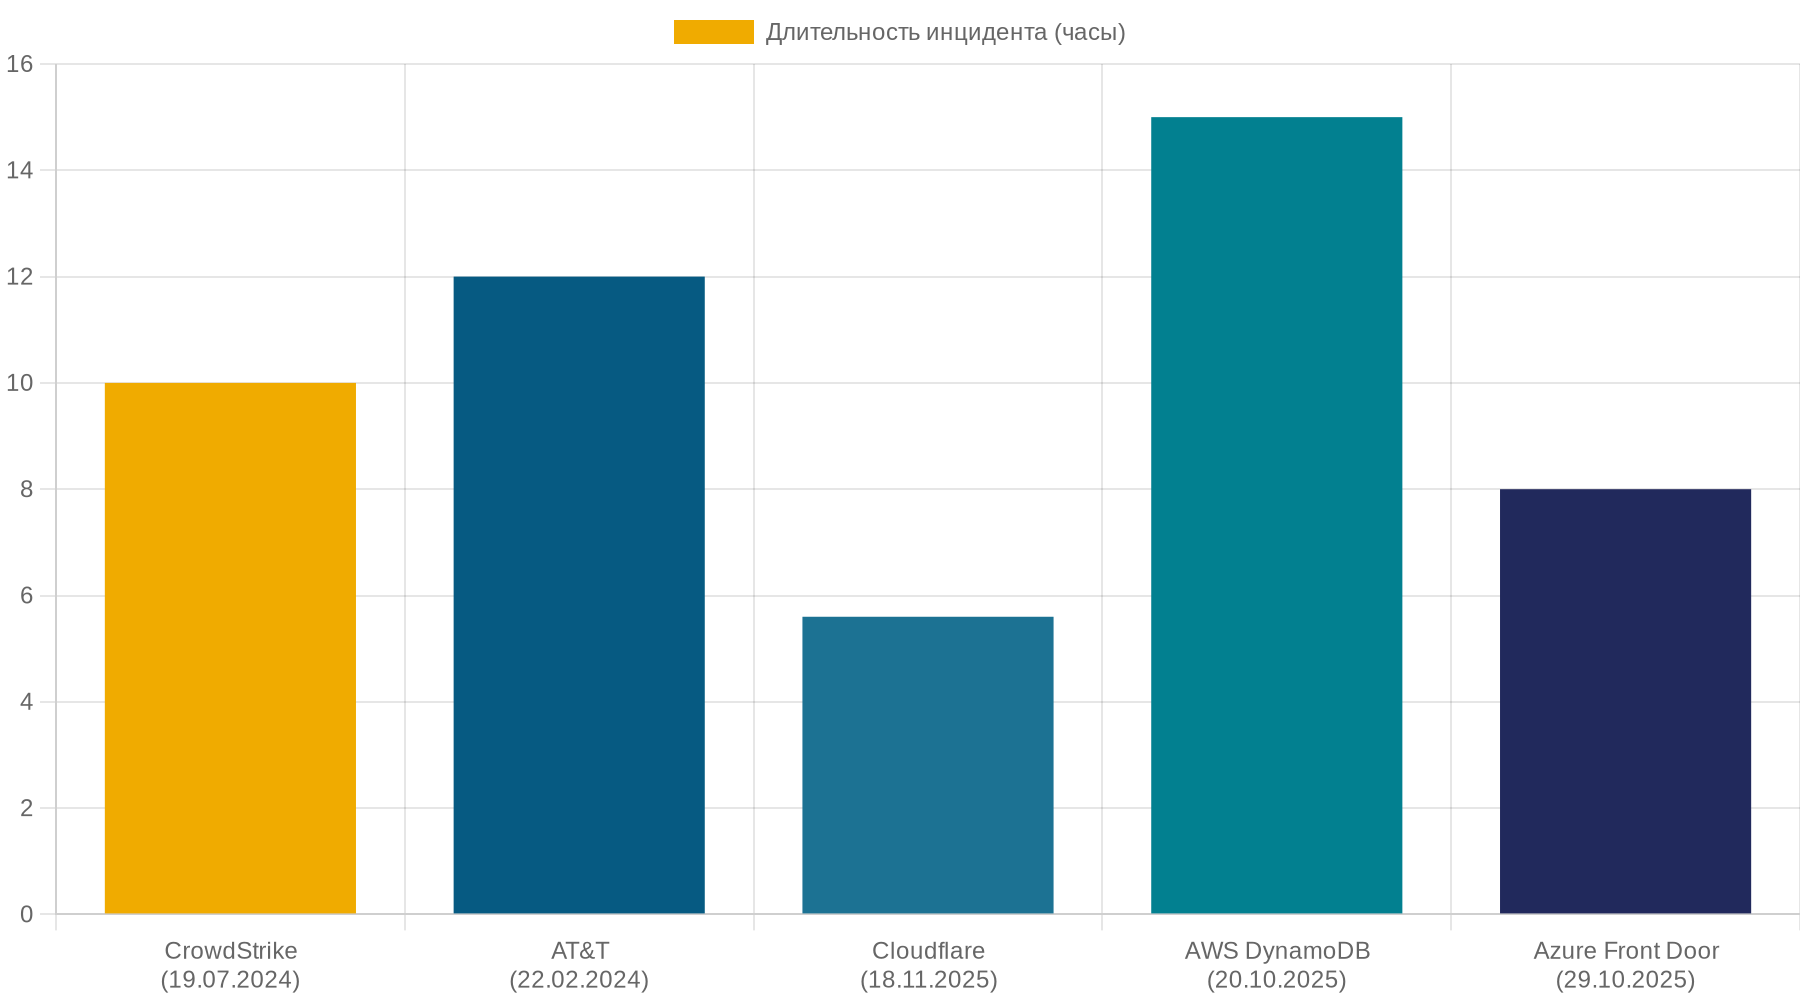 Длительность инцидента (часы)
16
14
12
10
8
6
4
2
0
CrowdStrike
(19.07.2024)
AT&T
(22.02.2024)
Cloudflare
(18.11.2025)
AWS DynamoDB
(20.10.2025)
Azure Front Door
(29.10.2025)